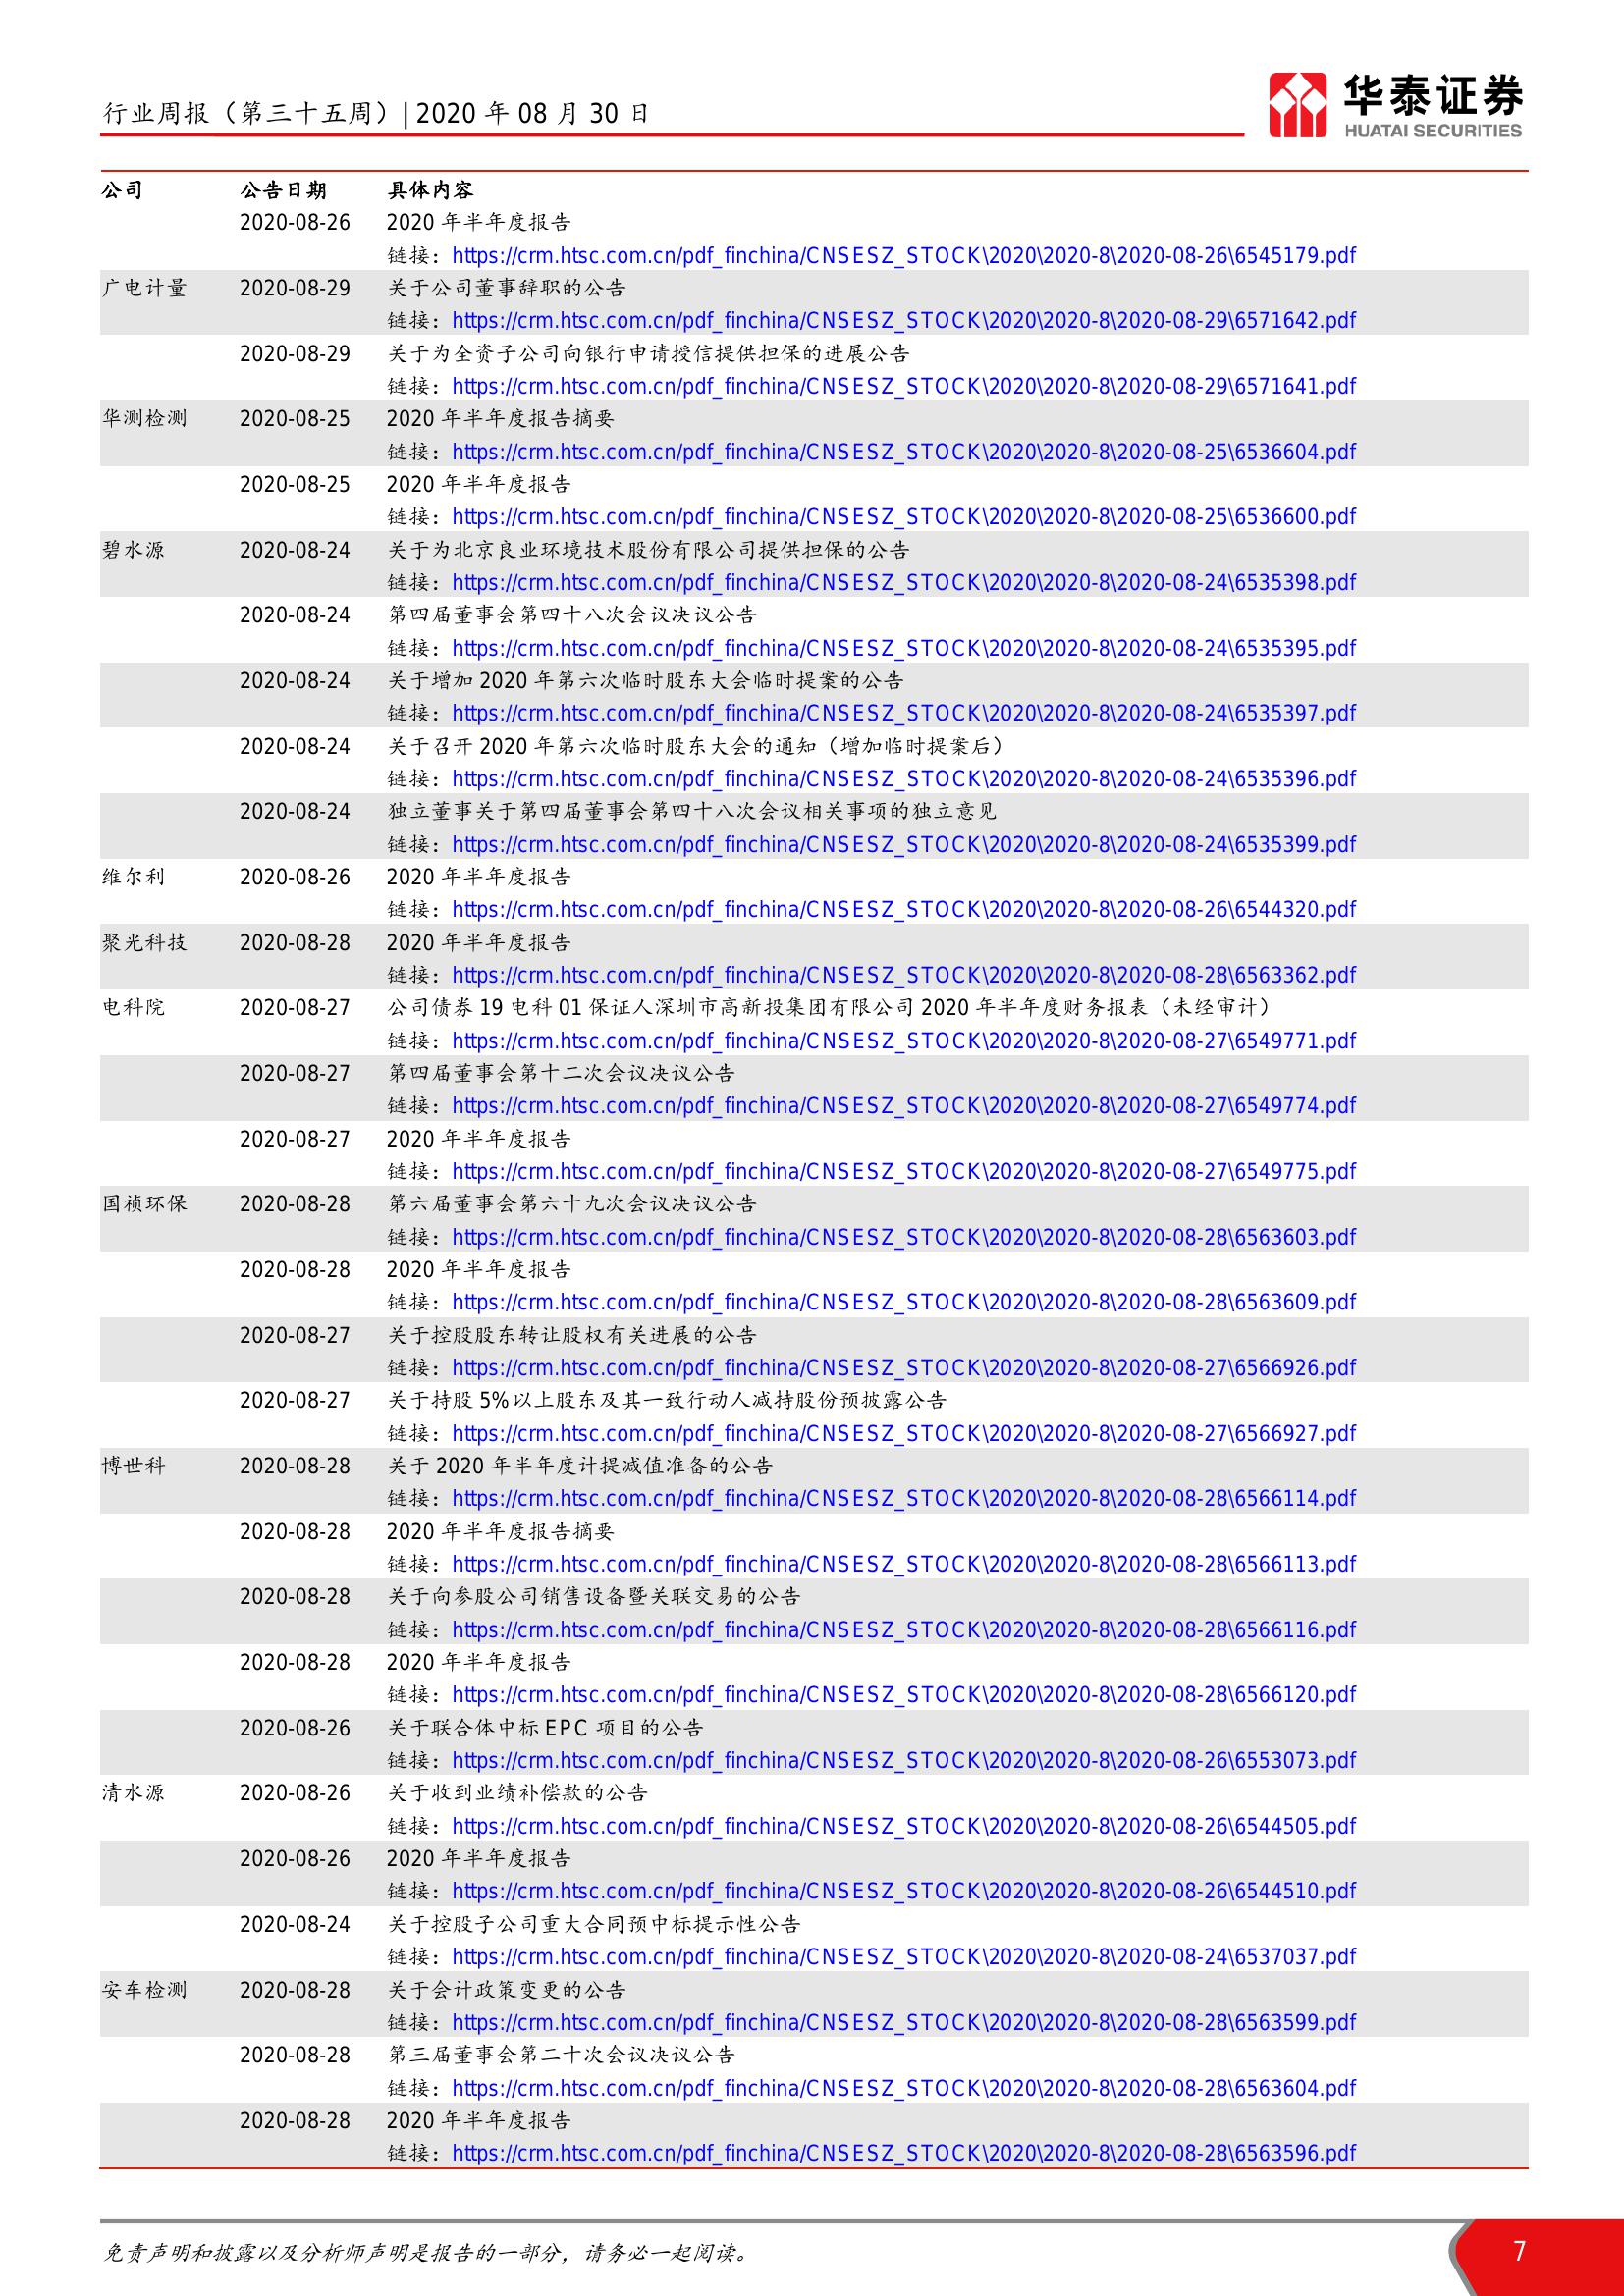 行业周报（第三十五周）| 2020 年 08 月 30 日
华泰证券
HUATAI SECURITIES
公司 公告日期 具体内容
2020-08-26 2020 年半年度报告
链接：https://crm.htsc.com.cn/pdf_finchina/CNSESZ_STOCK\2020\2020-8\2020-08-26\6545179.pdf
广电计量 2020-08-29 关于公司董事辞职的公告
链接：https://crm.htsc.com.cn/pdf_finchina/CNSESZ_STOCK\2020\2020-8\2020-08-29\6571642.pdf
2020-08-29 关于为全资子公司向银行申请授信提供担保的进展公告
链接：https://crm.htsc.com.cn/pdf_finchina/CNSESZ_STOCK\2020\2020-8\2020-08-29\6571641.pdf
华测检测 2020-08-25 2020 年半年度报告摘要
链接：https://crm.htsc.com.cn/pdf_finchina/CNSESZ_STOCK\2020\2020-8\2020-08-25\6536604.pdf
2020-08-25 2020 年半年度报告
链接：https://crm.htsc.com.cn/pdf_finchina/CNSESZ_STOCK\2020\2020-8\2020-08-25\6536600.pdf
碧水源 2020-08-24 关于为北京良业环境技术股份有限公司提供担保的公告
链接：https://crm.htsc.com.cn/pdf_finchina/CNSESZ_STOCK\2020\2020-8\2020-08-24\6535398.pdf
2020-08-24 第四届董事会第四十八次会议决议公告
链接：https://crm.htsc.com.cn/pdf_finchina/CNSESZ_STOCK\2020\2020-8\2020-08-24\6535395.pdf
2020-08-24 关于增加 2020 年第六次临时股东大会临时提案的公告
链接：https://crm.htsc.com.cn/pdf_finchina/CNSESZ_STOCK\2020\2020-8\2020-08-24\6535397.pdf
2020-08-24 关于召开 2020 年第六次临时股东大会的通知（增加临时提案后）
链接：https://crm.htsc.com.cn/pdf_finchina/CNSESZ_STOCK\2020\2020-8\2020-08-24\6535396.pdf
2020-08-24 独立董事关于第四届董事会第四十八次会议相关事项的独立意见
链接：https://crm.htsc.com.cn/pdf_finchina/CNSESZ_STOCK\2020\2020-8\2020-08-24\6535399.pdf
维尔利 2020-08-26 2020 年半年度报告
链接：https://crm.htsc.com.cn/pdf_finchina/CNSESZ_STOCK\2020\2020-8\2020-08-26\6544320.pdf
聚光科技 2020-08-28 2020 年半年度报告
链接：https://crm.htsc.com.cn/pdf_finchina/CNSESZ_STOCK\2020\2020-8\2020-08-28\6563362.pdf
电科院 2020-08-27 公司债券 19 电科 01 保证人深圳市高新投集团有限公司 2020 年半年度财务报表（未经审计）
链接：https://crm.htsc.com.cn/pdf_finchina/CNSESZ_STOCK\2020\2020-8\2020-08-27\6549771.pdf
2020-08-27 第四届董事会第十二次会议决议公告
链接：https://crm.htsc.com.cn/pdf_finchina/CNSESZ_STOCK\2020\2020-8\2020-08-27\6549774.pdf
2020-08-27 2020 年半年度报告
链接：https://crm.htsc.com.cn/pdf_finchina/CNSESZ_STOCK\2020\2020-8\2020-08-27\6549775.pdf
国祯环保 2020-08-28 第六届董事会第六十九次会议决议公告
链接：https://crm.htsc.com.cn/pdf_finchina/CNSESZ_STOCK\2020\2020-8\2020-08-28\6563603.pdf
2020-08-28 2020 年半年度报告
链接：https://crm.htsc.com.cn/pdf_finchina/CNSESZ_STOCK\2020\2020-8\2020-08-28\6563609.pdf
2020-08-27 关于控股股东转让股权有关进展的公告
链接：https://crm.htsc.com.cn/pdf_finchina/CNSESZ_STOCK\2020\2020-8\2020-08-27\6566926.pdf
2020-08-27 关于持股 5%以上股东及其一致行动人减持股份预披露公告
链接：https://crm.htsc.com.cn/pdf_finchina/CNSESZ_STOCK\2020\2020-8\2020-08-27\6566927.pdf
博世科 2020-08-28 关于 2020 年半年度计提减值准备的公告
链接：https://crm.htsc.com.cn/pdf_finchina/CNSESZ_STOCK\2020\2020-8\2020-08-28\6566114.pdf
2020-08-28 2020 年半年度报告摘要
链接：https://crm.htsc.com.cn/pdf_finchina/CNSESZ_STOCK\2020\2020-8\2020-08-28\6566113.pdf
2020-08-28 关于向参股公司销售设备暨关联交易的公告
链接：https://crm.htsc.com.cn/pdf_finchina/CNSESZ_STOCK\2020\2020-8\2020-08-28\6566116.pdf
2020-08-28 2020 年半年度报告
链接：https://crm.htsc.com.cn/pdf_finchina/CNSESZ_STOCK\2020\2020-8\2020-08-28\6566120.pdf
2020-08-26 关于联合体中标 EPC 项目的公告
链接：https://crm.htsc.com.cn/pdf_finchina/CNSESZ_STOCK\2020\2020-8\2020-08-26\6553073.pdf
清水源 2020-08-26 关于收到业绩补偿款的公告
链接：https://crm.htsc.com.cn/pdf_finchina/CNSESZ_STOCK\2020\2020-8\2020-08-26\6544505.pdf
2020-08-26 2020 年半年度报告
链接：https://crm.htsc.com.cn/pdf_finchina/CNSESZ_STOCK\2020\2020-8\2020-08-26\6544510.pdf
2020-08-24 关于控股子公司重大合同预中标提示性公告
链接：https://crm.htsc.com.cn/pdf_finchina/CNSESZ_STOCK\2020\2020-8\2020-08-24\6537037.pdf
安车检测 2020-08-28 关于会计政策变更的公告
链接：https://crm.htsc.com.cn/pdf_finchina/CNSESZ_STOCK\2020\2020-8\2020-08-28\6563599.pdf
2020-08-28 第三届董事会第二十次会议决议公告
链接：https://crm.htsc.com.cn/pdf_finchina/CNSESZ_STOCK\2020\2020-8\2020-08-28\6563604.pdf
2020-08-28 2020 年半年度报告
链接：https://crm.htsc.com.cn/pdf_finchina/CNSESZ_STOCK\2020\2020-8\2020-08-28\6563596.pdf
免责声明和披露以及分析师声明是报告的一部分，请务必一起阅读。 7